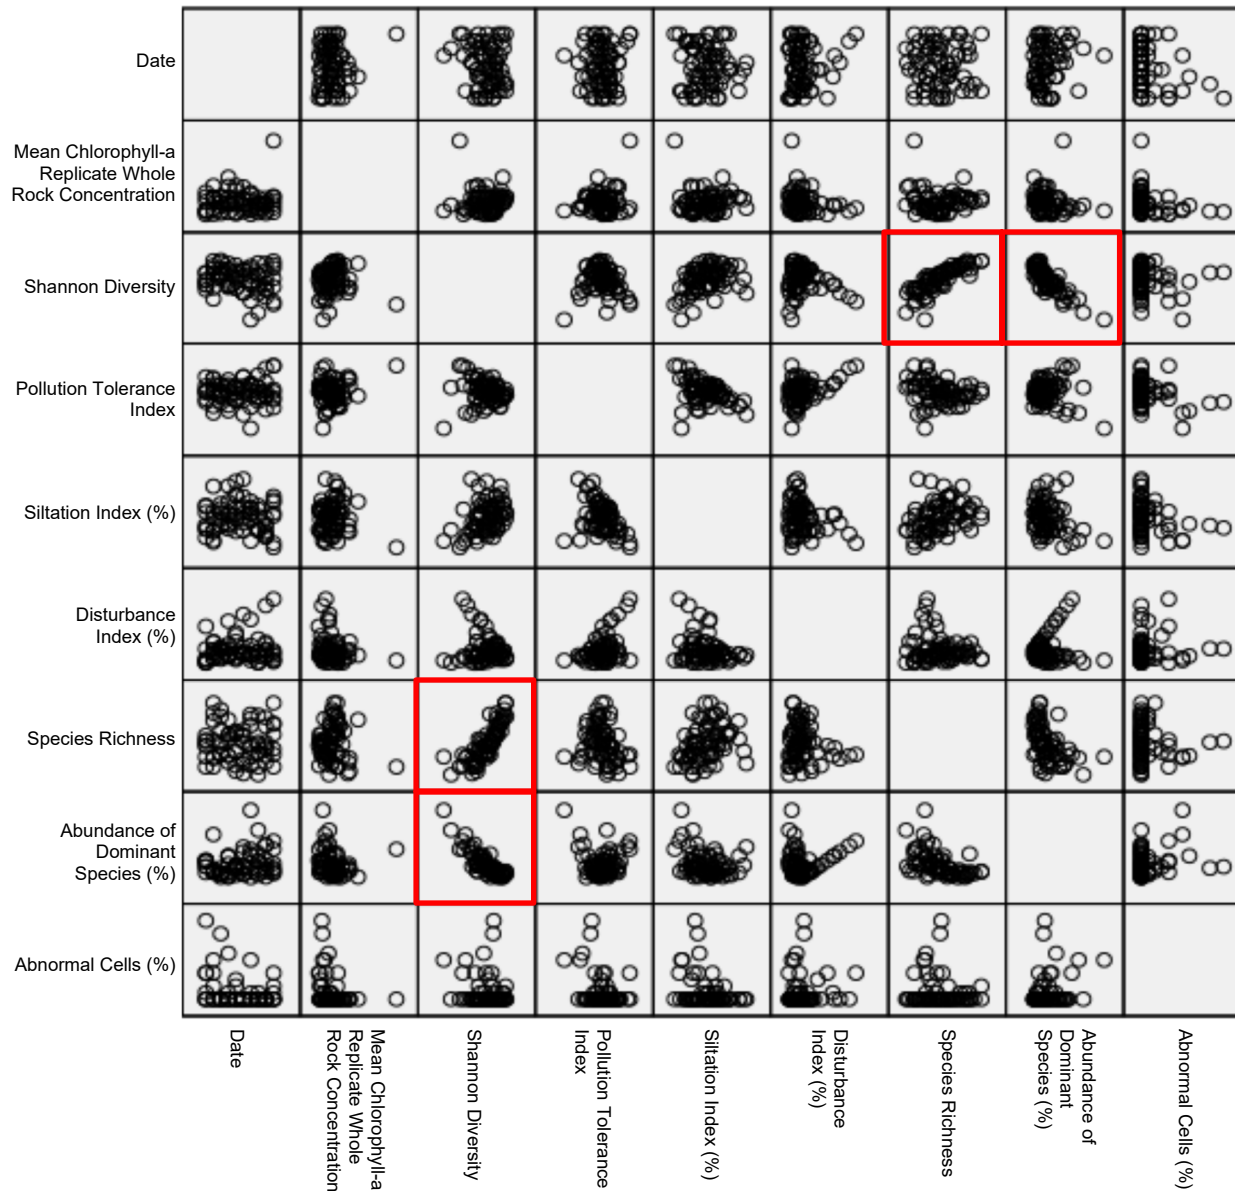 Date
Mean Chlorophyll-a
Replicate Whole
Rock Concentration
Shannon Diversity
Pollution Tolerance
Index
Siltation Index (%)
Disturbance
Index (%)
Species Richness
Abundance of
Dominant
Species (%)
Abnormal Cells (%)
Date
Mean Chlorophyll-a
Replicate Whole
Rock Concentration
Shannon Diversity
Pollution Tolerance
Index
Siltation Index (%)
Disturbance
Index (%)
Species Richness
Abundance of
Dominant
Species (%)
Abnormal Cells (%)